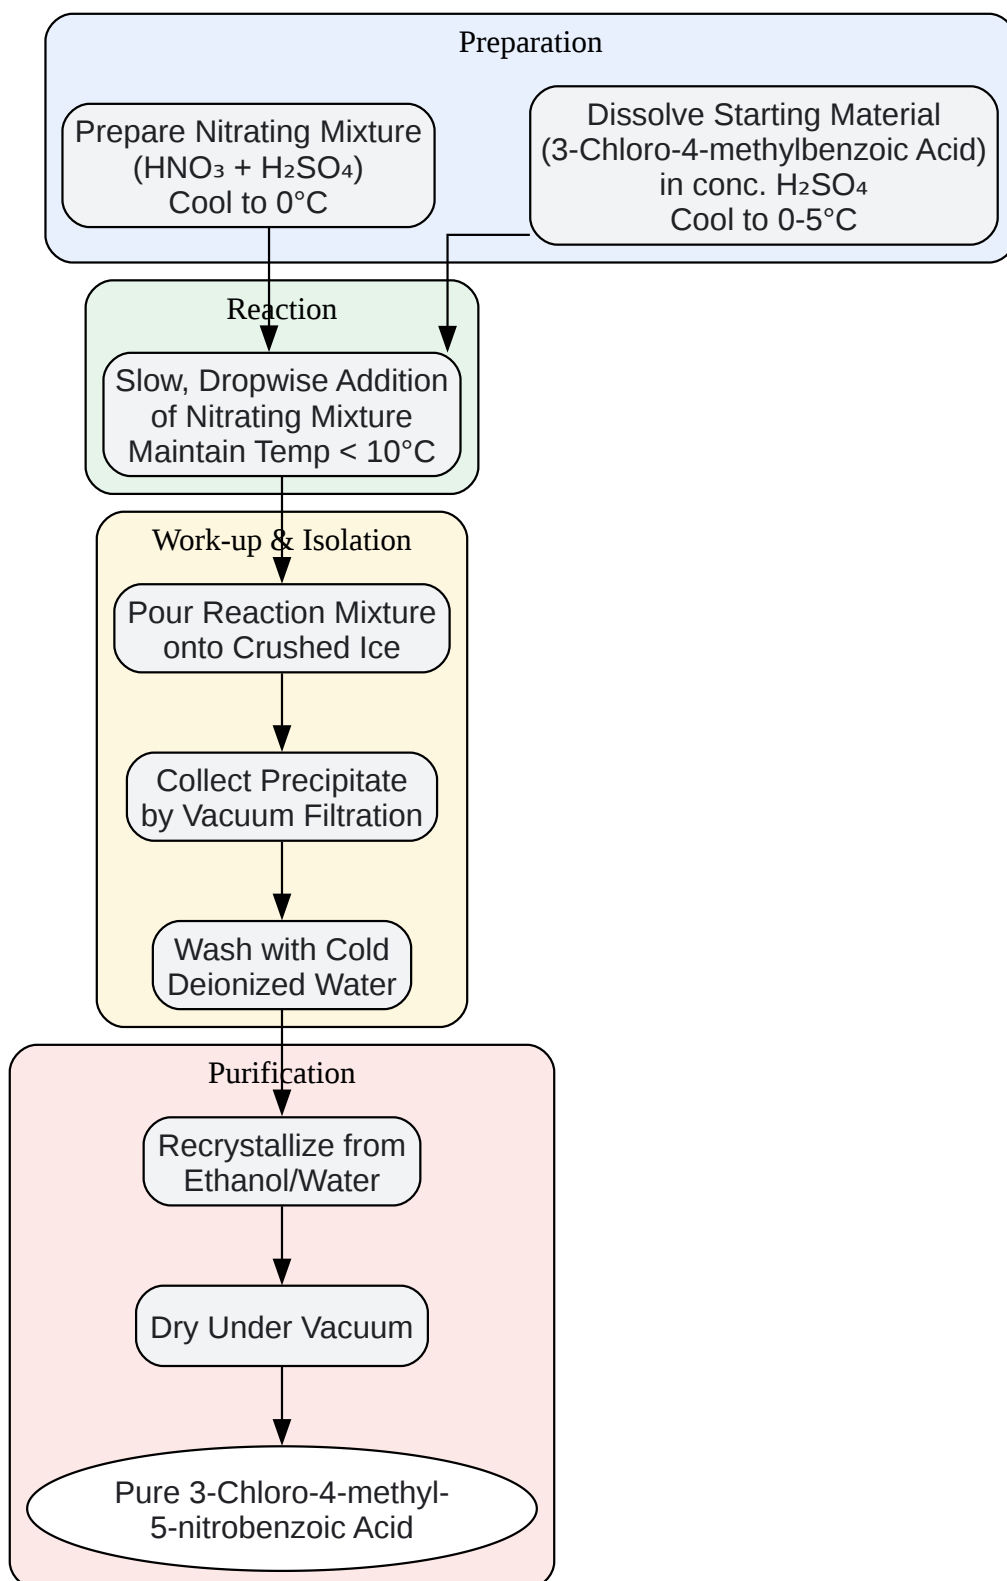 Preparation
Prepare Nitrating Mixture
(HNO₃ + H₂SO₄)
Cool to 0°C
Dissolve Starting Material
(3-Chloro-4-methylbenzoic Acid)
in conc. H₂SO₄
Cool to 0-5°C
Reaction
Slow, Dropwise Addition
of Nitrating Mixture
Maintain Temp < 10°C
Work-up & Isolation
Pour Reaction Mixture
onto Crushed Ice
Collect Precipitate
by Vacuum Filtration
Wash with Cold
Deionized Water
Purification
Recrystallize from
Ethanol/Water
Dry Under Vacuum
Pure 3-Chloro-4-methyl-
5-nitrobenzoic Acid